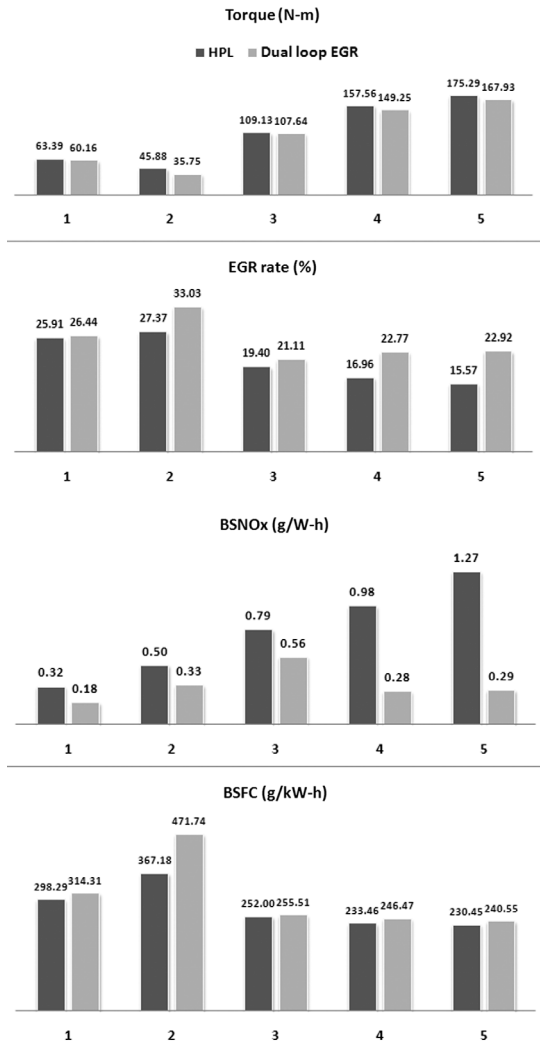 Torque (N-m)
HPL Dual loop EGR
63.39 60.16 45.88 35.75 109.13 107.64 157.56 149.25 175.29 167.93
1 2 3 4 5
EGR rate (%)
25.91 26.44 27.37 33.03 19.40 21.11 16.96 22.77 15.57 22.92
1 2 3 4 5
BSNOx (g/W-h)
0.32 0.18 0.50 0.33 0.79 0.56 0.98 0.28 1.27 0.29
1 2 3 4 5
BSFC (g/kW-h)
298.29 314.31 367.18 471.74 252.00 255.51 233.46 246.47 230.45 240.55
1 2 3 4 5